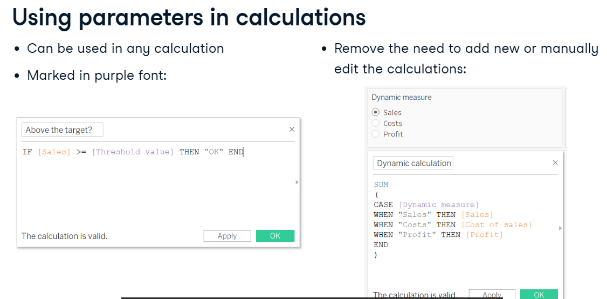 Using parameters in calculations
• Can be used in any calculation
• Marked in purple font:
Above the target?
IF [Sales] >= [Threshold value] THEN "OK" END
The calculation is valid.
Apply
OK
• Remove the need to add new or manually
edit the calculations:
Dynamic measure
Sales
Costs
Profit
Dynamic calculation
SUM
(
CASE [Dynamic measure]
WHEN "Sales" THEN [Sales]
WHEN "Costs" THEN [Cost of sales]
WHEN "Profit" THEN [Profit]
END
)
The calculation is valid.
Apply
OK